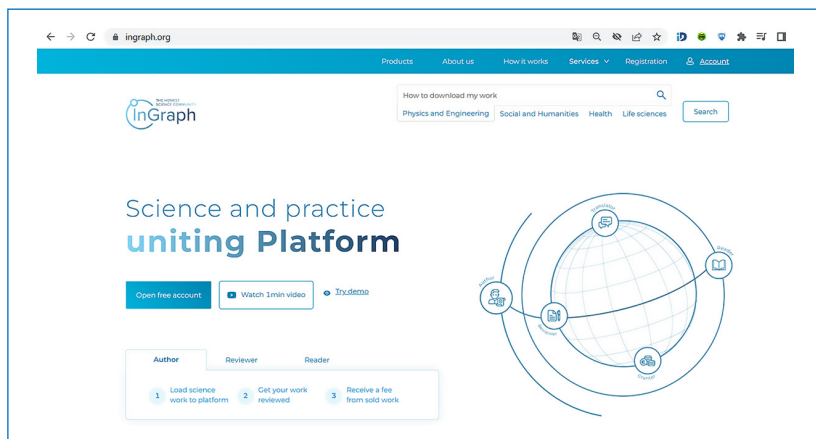 ingraph.org
Products About us How it works Services Registration Account
THE HONEST
SCIENCE COMMUNITY
InGraph
How to download my work
Physics and Engineering Social and Humanities Health Life sciences Search
Science and practice
uniting Platform
Open free account Watch 1min video Try demo
Translator
Reader
Author
Reviewer
Grantor
Author Reviewer Reader
1 Load science work to platform
2 Get your work reviewed
3 Receive a fee from sold work